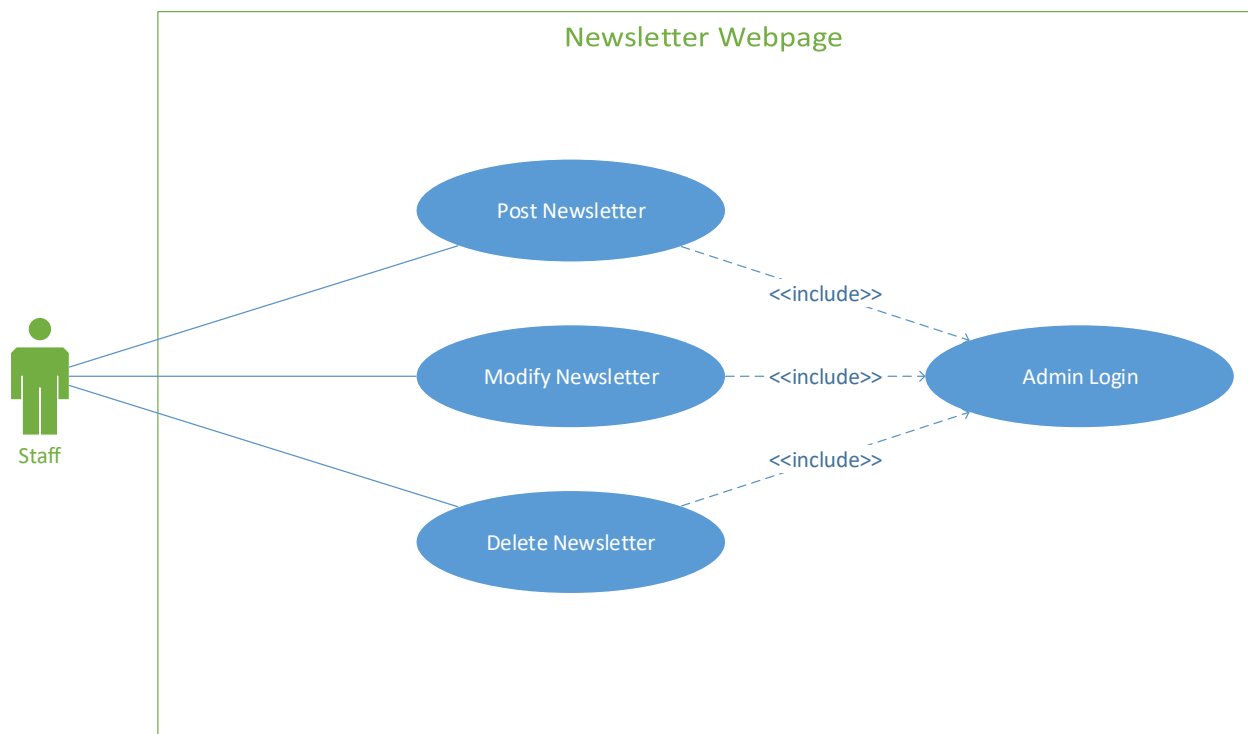 Newsletter Webpage
Post Newsletter
<<include>>
Modify Newsletter
<<include>>
Admin Login
Staff
<<include>>
Delete Newsletter